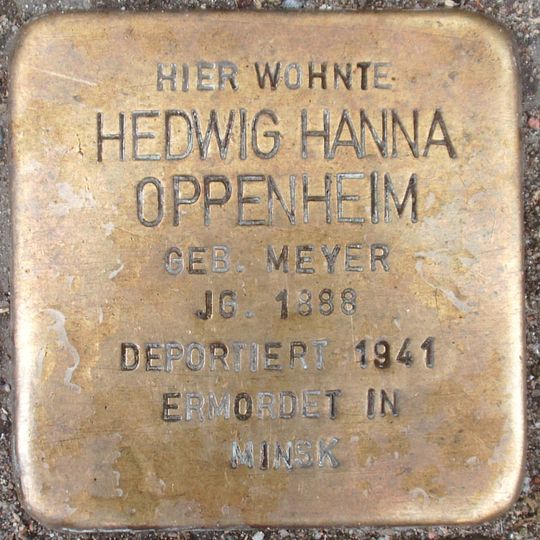 HIER WOHNTE
HEDWIG HANNA
OPPENHEIM
GEB. MEYER
JG. 1888
DEPORTIERT 1941
ERMORDET IN
MINSK